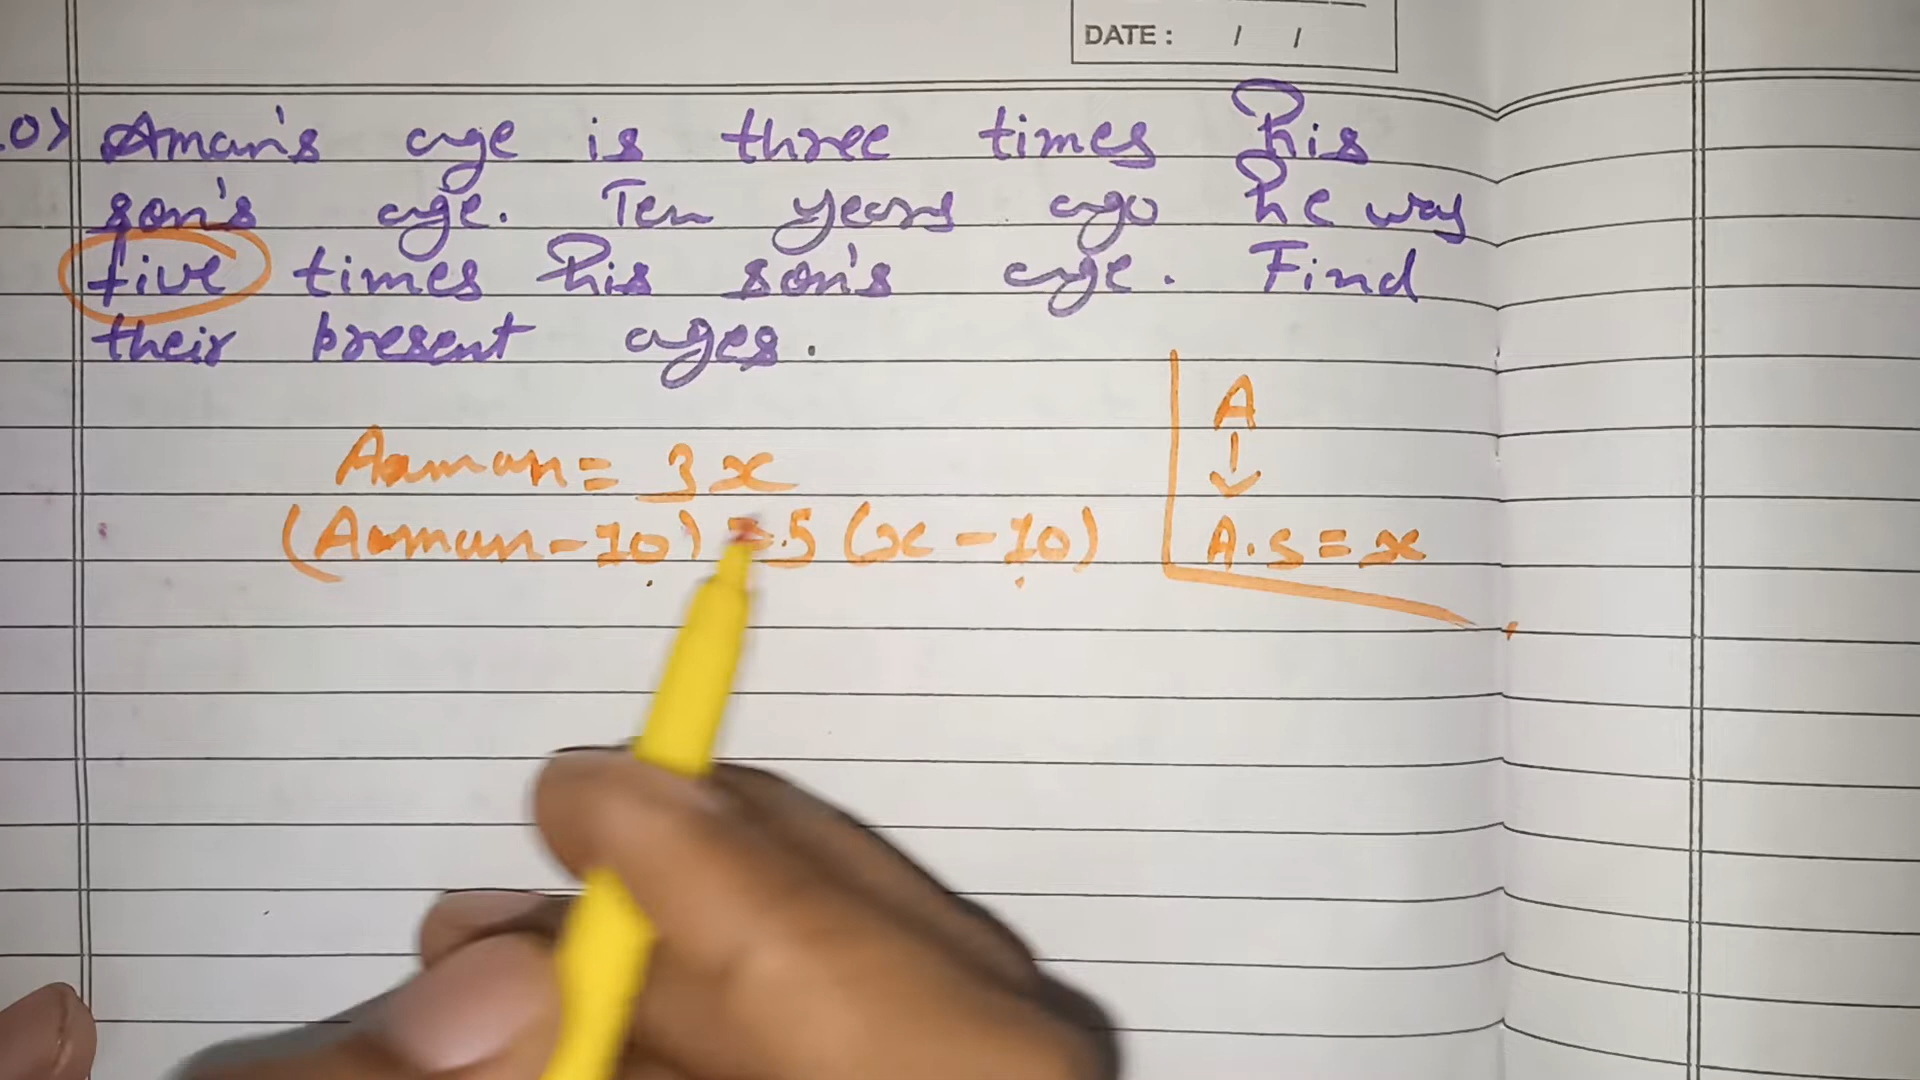 DATE : / /
.0) Aman's age is three times his
son's age. Ten years ago he was
five times his son's age. Find
their present ages.
A
↓
A.S = x
Aaman = 3x
(Aaman - 10) = 5 (x - 10)